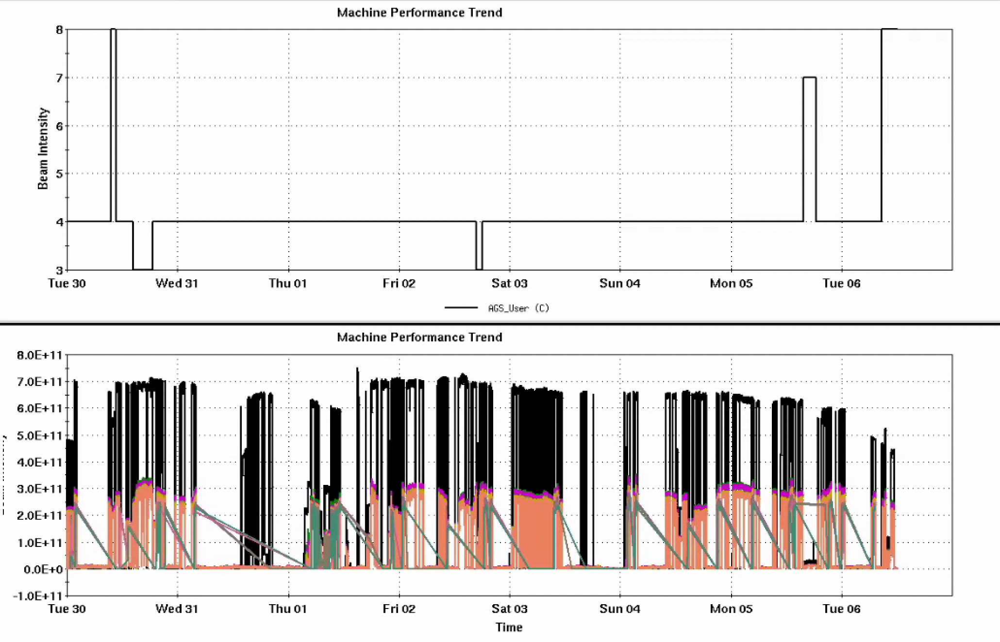 Machine Performance Trend
8
7
6
5
4
3
Beam Intensity
Tue 30 Wed 31 Thu 01 Fri 02 Sat 03 Sun 04 Mon 05 Tue 06
AGS_User (C)
Machine Performance Trend
8.0E+11
7.0E+11
6.0E+11
5.0E+11
4.0E+11
3.0E+11
2.0E+11
1.0E+11
0.0E+0
-1.0E+11
Tue 30 Wed 31 Thu 01 Fri 02 Sat 03 Sun 04 Mon 05 Tue 06
Time